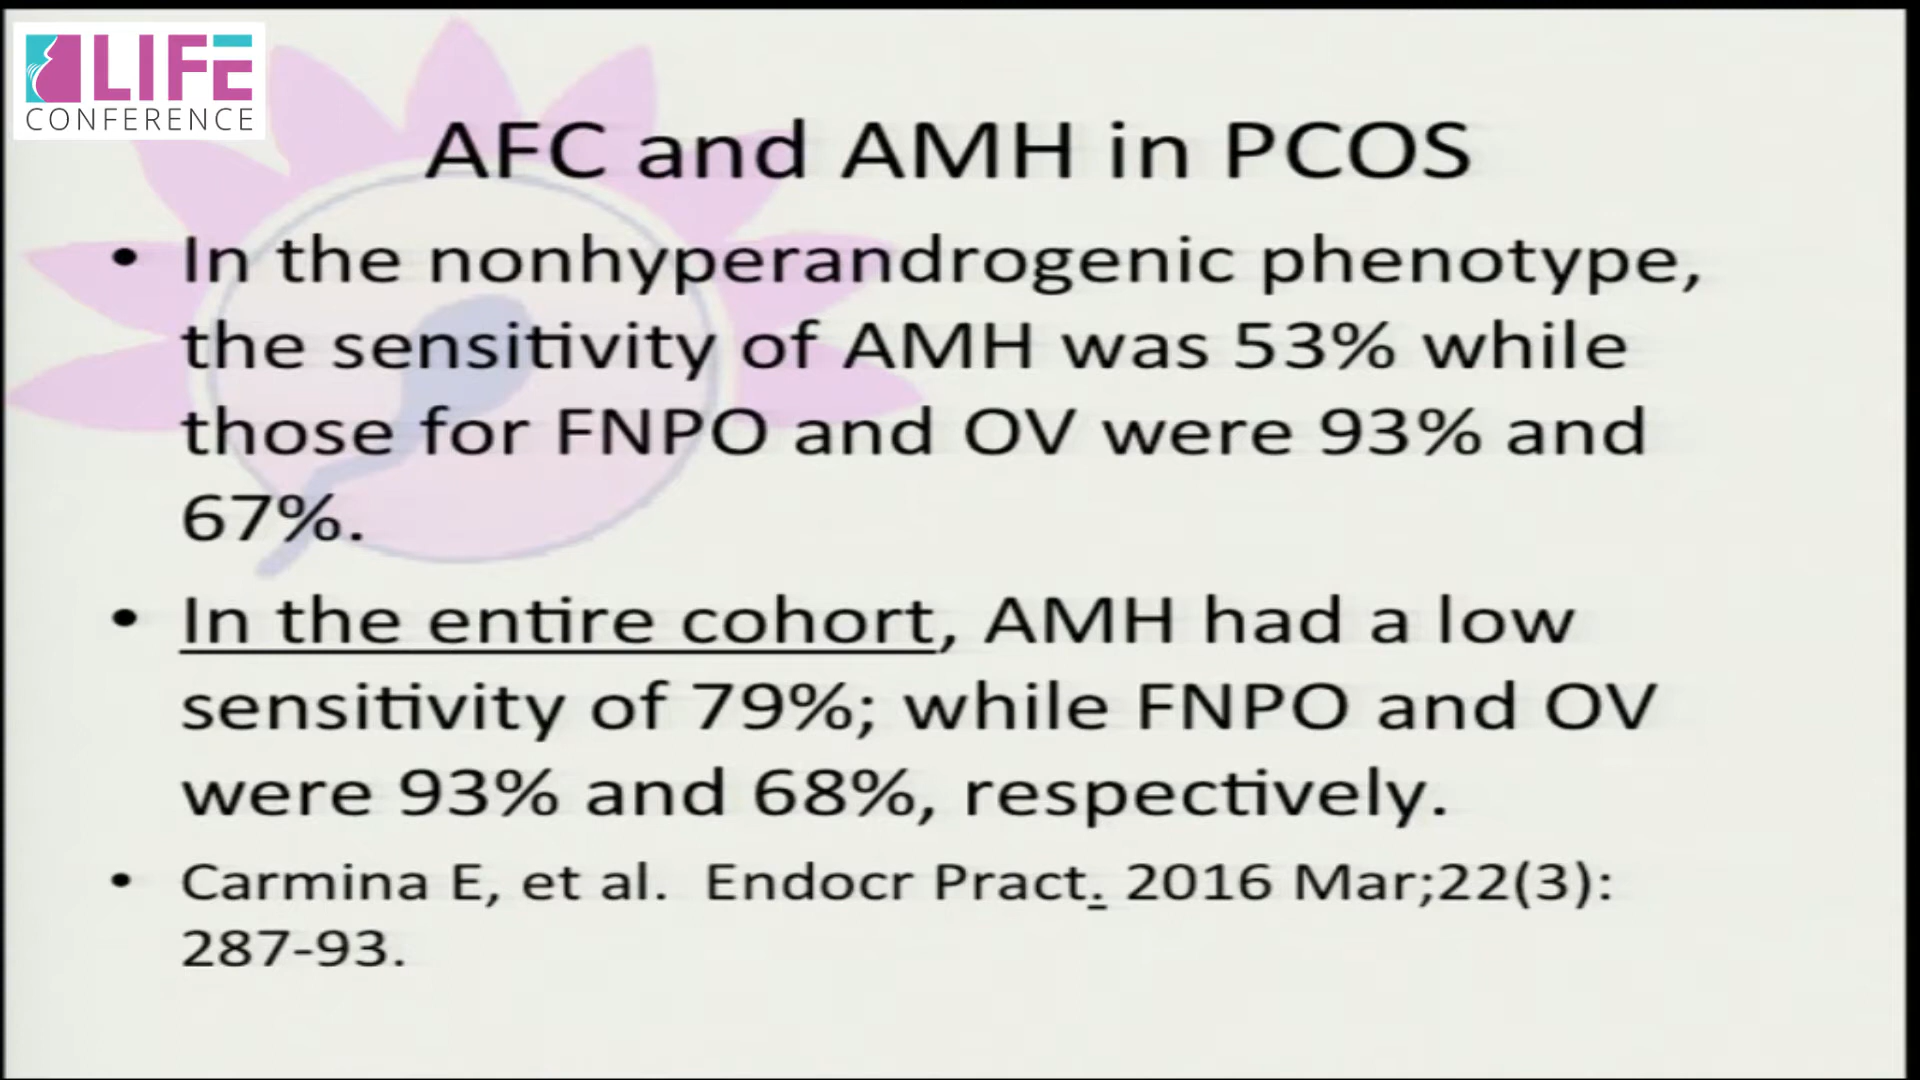 LIFE
CONFERENCE
AFC and AMH in PCOS
• In the nonhyperandrogenic phenotype,
the sensitivity of AMH was 53% while
those for FNPO and OV were 93% and
67%.
• In the entire cohort, AMH had a low
sensitivity of 79%; while FNPO and OV
were 93% and 68%, respectively.
• Carmina E, et al. Endocr Pract. 2016 Mar;22(3):
287-93.